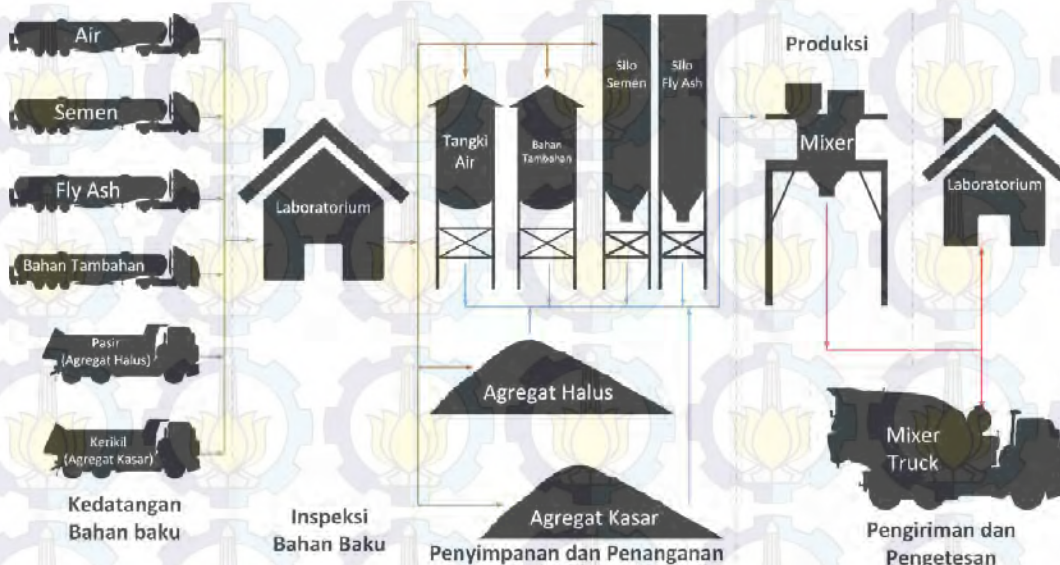 Air
Semen
Fly Ash
Bahan Tambahan
Pasir
(Agregat Halus)
Kerikil
(Agregat Kasar)
Kedatangan
Bahan baku
Laboratorium
Inspeksi
Bahan Baku
Tangki
Air
Bahan
Tambahan
Silo
Semen
Silo
Fly Ash
Agregat Halus
Agregat Kasar
Penyimpanan dan Penanganan
Produksi
Mixer
Laboratorium
Mixer
Truck
Pengiriman dan
Pengetesan